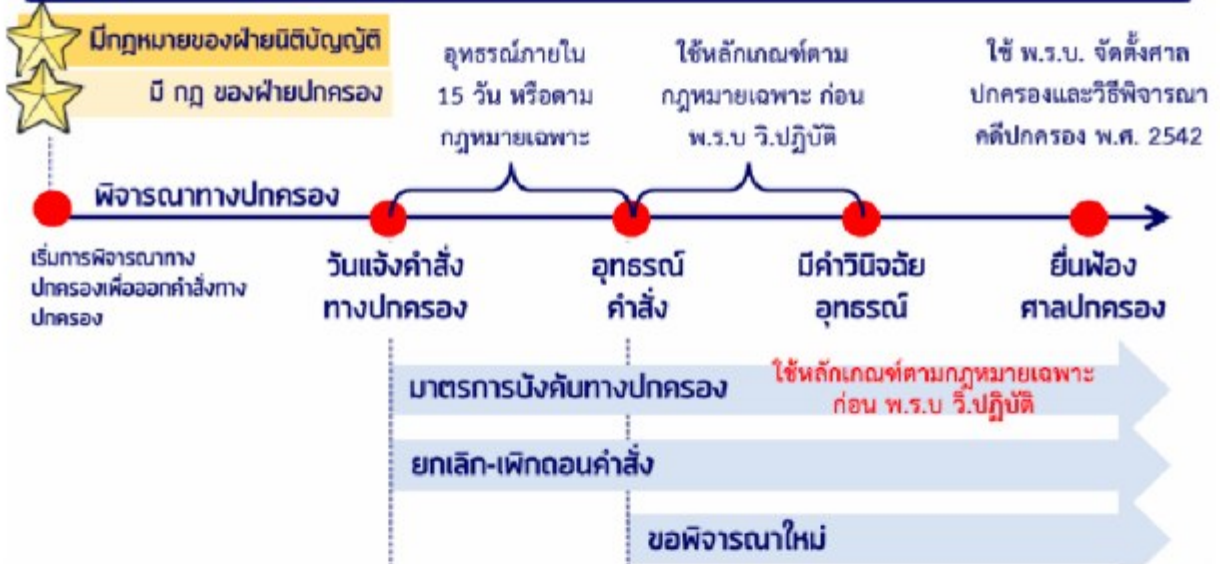 มีกฎหมายของฝ่ายนิติบัญญัติ
มี กฎ ของฝ่ายปกครอง
อุทธรณ์ภายใน
15 วัน หรือตาม
กฎหมายเฉพาะ
ใช้หลักเกณฑ์ตาม
กฎหมายเฉพาะ ก่อน
พ.ร.บ วิ.ปฏิบัติ
ใช้ พ.ร.บ. จัดตั้งศาล
ปกครองและวิธีพิจารณา
คดีปกครอง พ.ศ. 2542
พิจารณาทางปกครอง
เริ่มการพิจารณาทาง
ปกครองเพื่อออกคำสั่งทาง
ปกครอง
วันแจ้งคำสั่ง
ทางปกครอง
อุทธรณ์
คำสั่ง
มีคำวินิจฉัย
อุทธรณ์
ยื่นฟ้อง
ศาลปกครอง
มาตรการบังคับทางปกครอง
ใช้หลักเกณฑ์ตามกฎหมายเฉพาะ
ก่อน พ.ร.บ วิ.ปฏิบัติ
ยกเลิก-เพิกถอนคำสั่ง
ขอพิจารณาใหม่